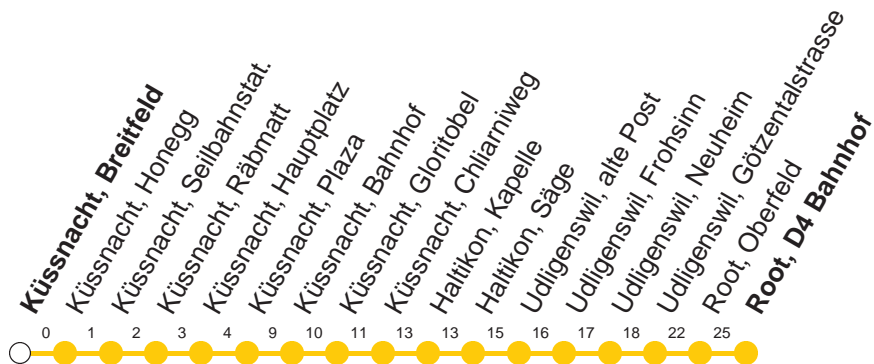 Küssnacht, Breitfeld
Küssnacht, Honegg
Küssnacht, Seilbahnstat.
Küssnacht, Räbmatt
Küssnacht, Hauptplatz
Küssnacht, Plaza
Küssnacht, Bahnhof
Küssnacht, Gloritobel
Küssnacht, Chliarniweg
Haltikon, Kapelle
Haltikon, Säge
Udligenswil, alte Post
Udligenswil, Frohsinn
Udligenswil, Neuheim
Udligenswil, Götzentalstrasse
Root, Oberfeld
Root, D4 Bahnhof
0 1 2 3 4 9 10 11 13 13 15 16 17 18 22 25